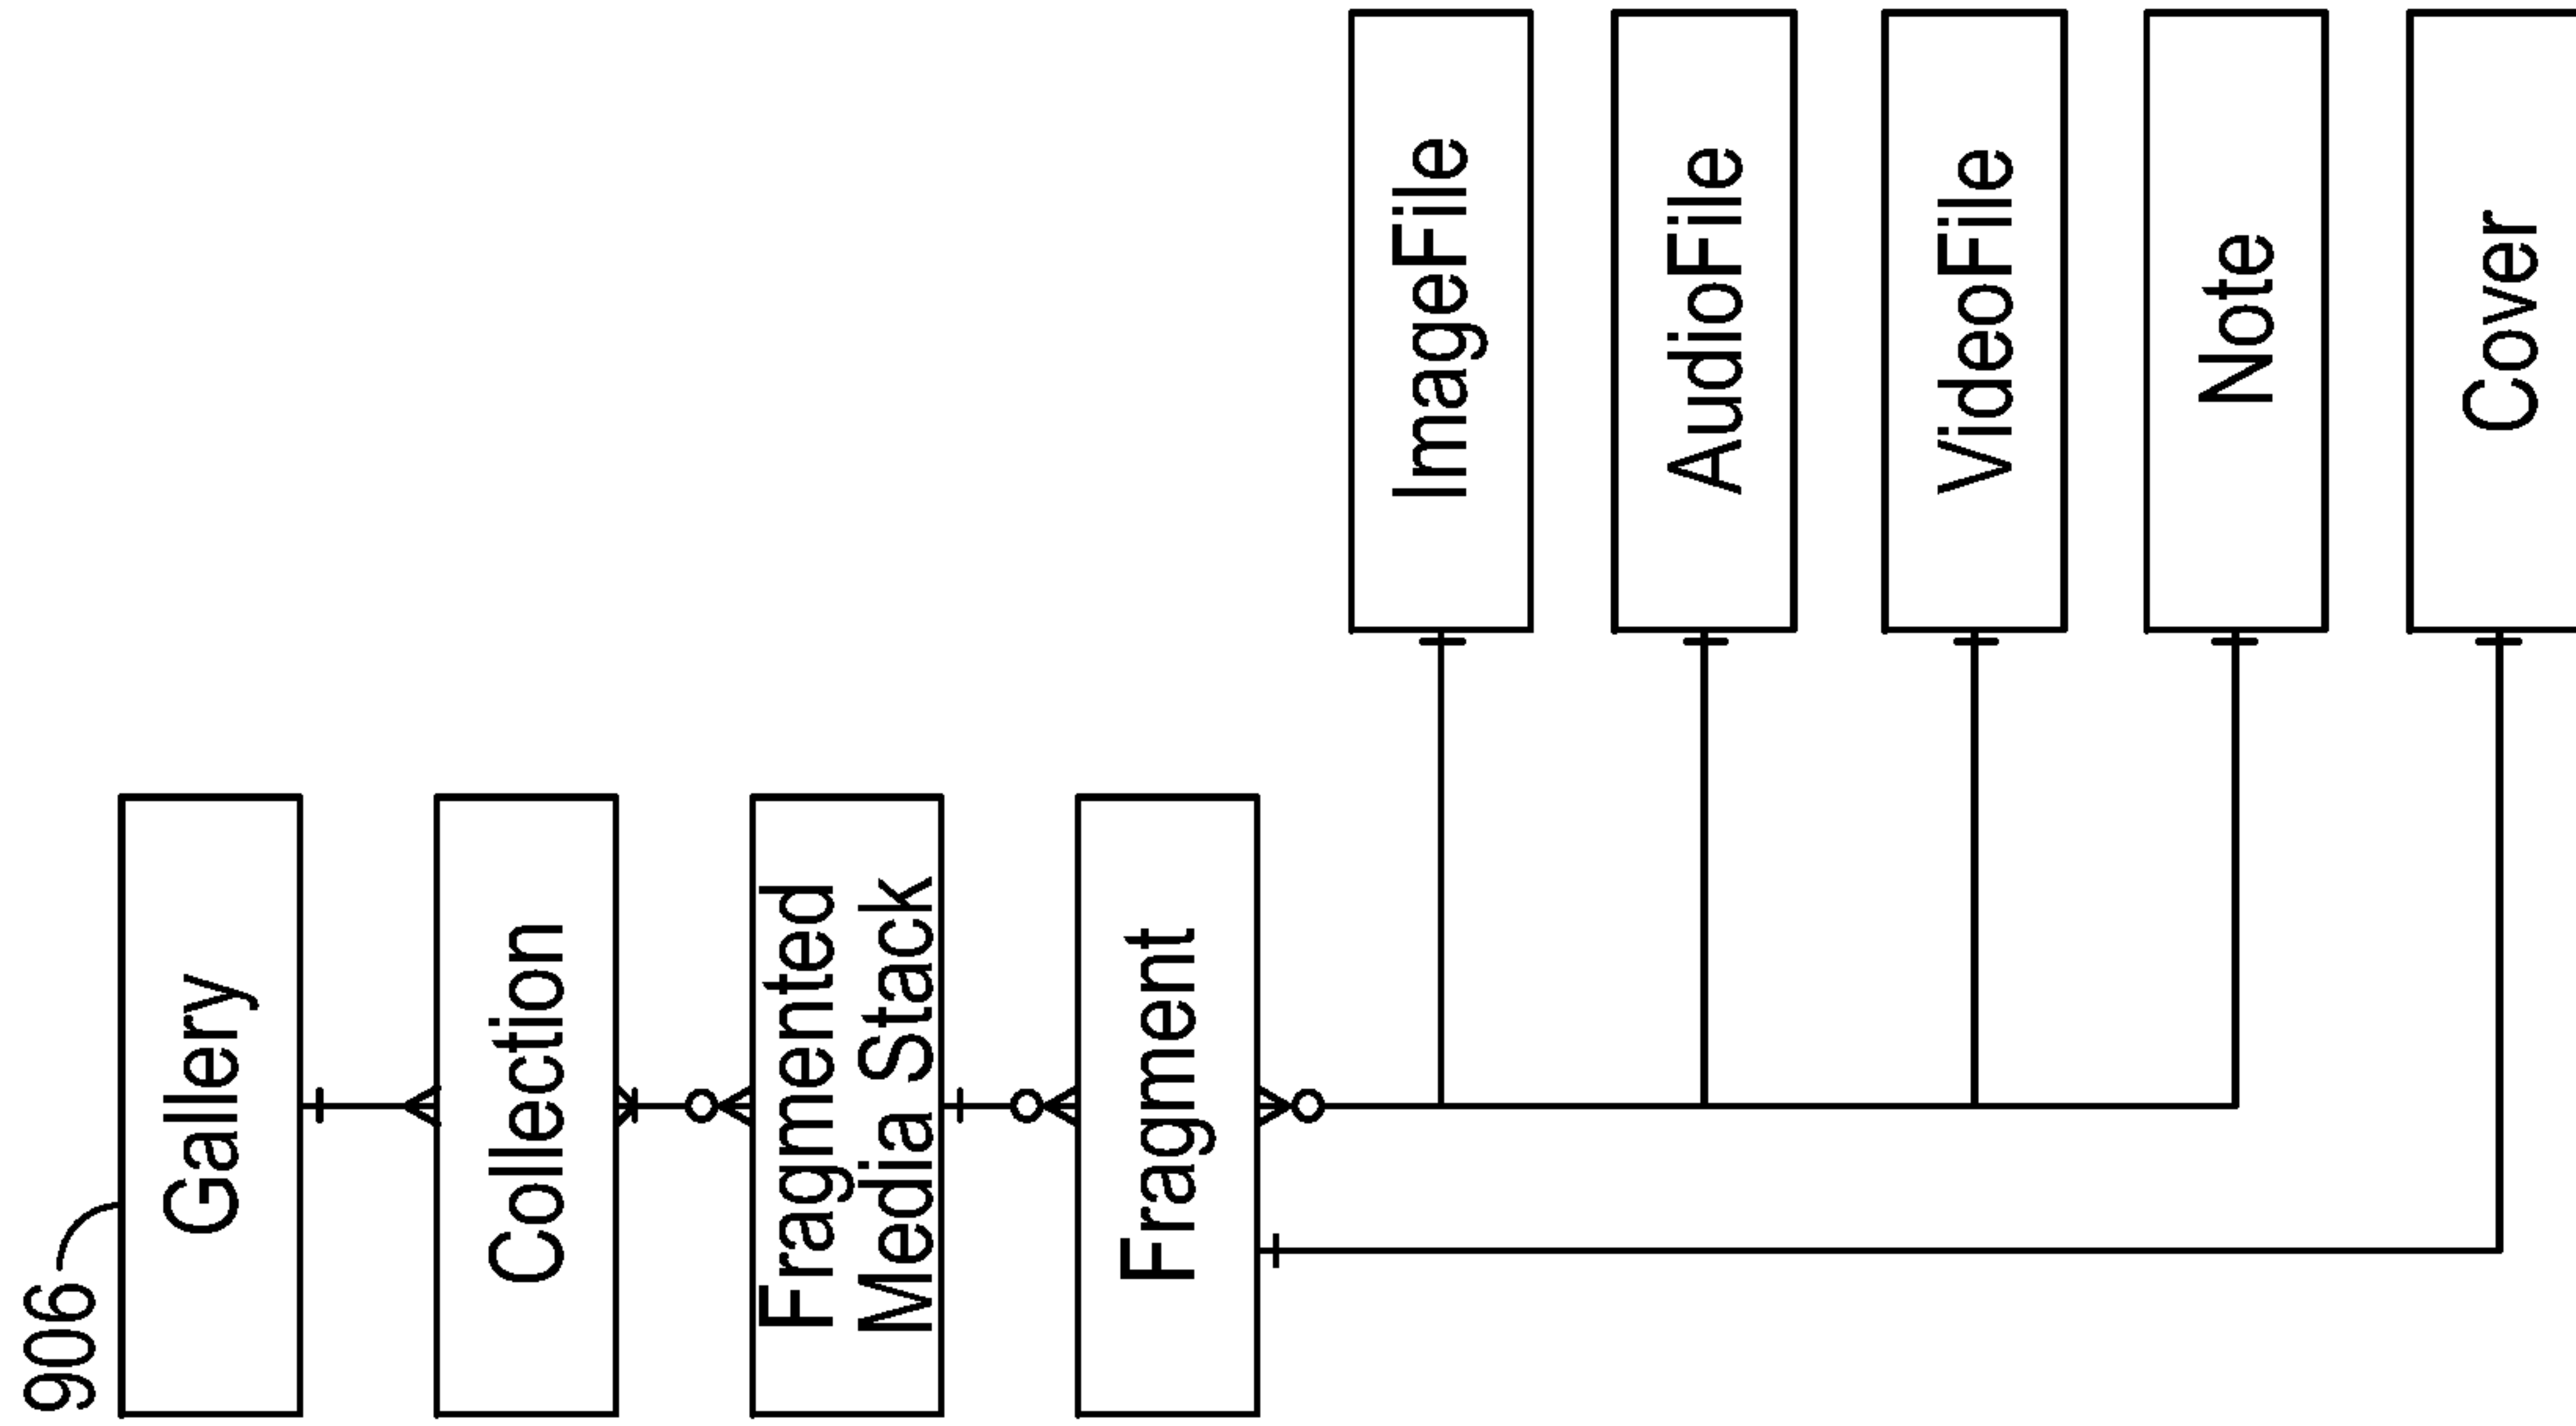 906
Gallery
Collection
Fragmented
Media Stack
Fragment
ImageFile
AudioFile
VideoFile
Note
Cover